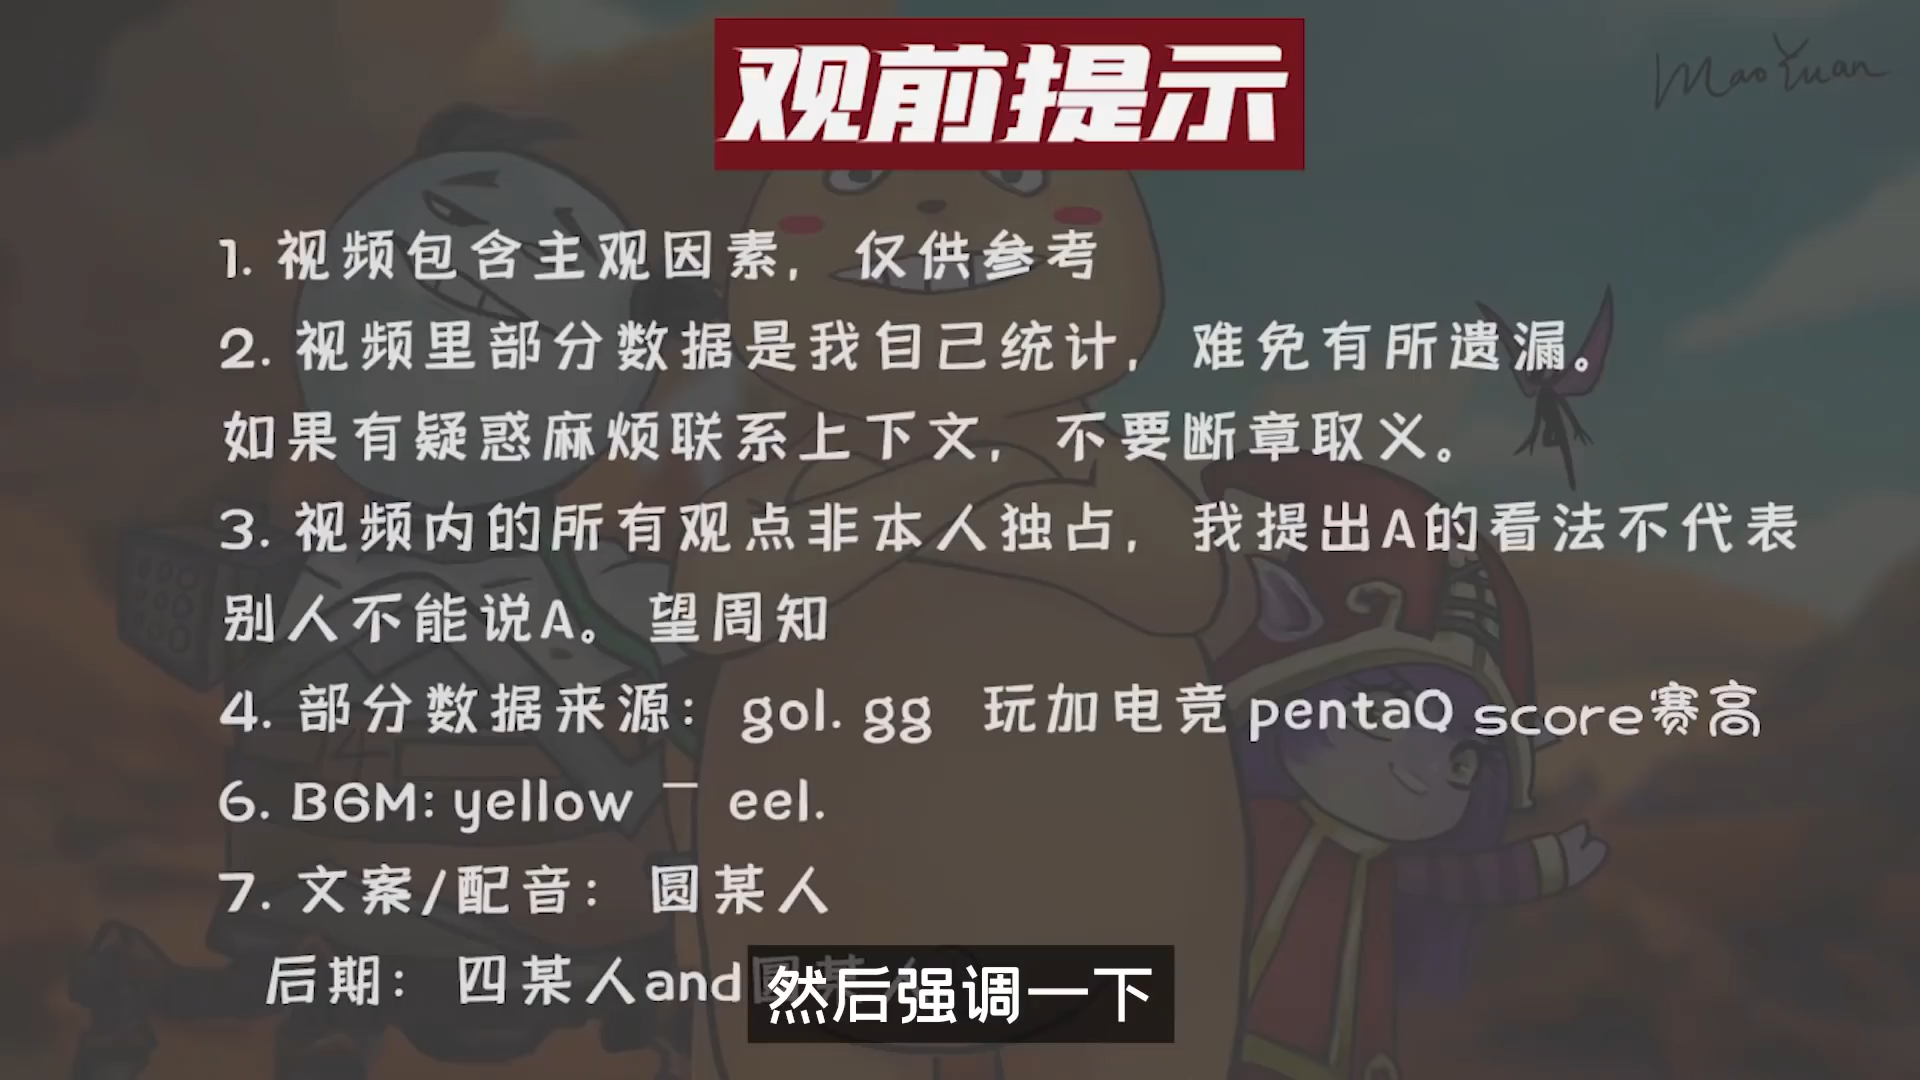 观前提示
MaoYuan
1. 视频包含主观因素，仅供参考
2. 视频里部分数据是我自己统计，难免有所遗漏。
如果有疑惑麻烦联系上下文，不要断章取义。
3. 视频内的所有观点非本人独占，我提出A的看法不代表
别人不能说A。望周知
4. 部分数据来源：gol.gg 玩加电竞 pentaQ score赛高
6. BGM: yellow — eel.
7. 文案/配音：圆某人
后期：四某人and圆某人
然后强调一下